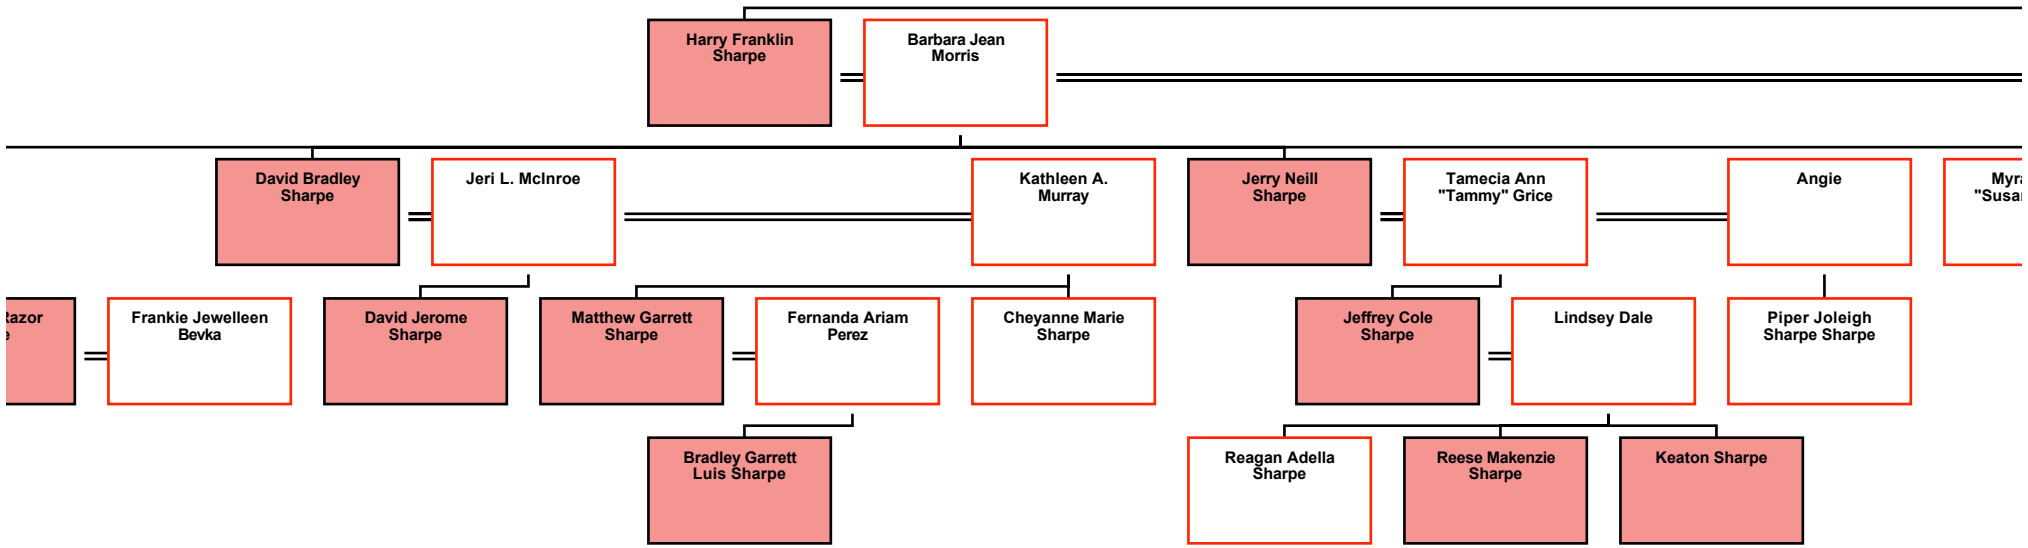 Harry Franklin
Sharpe
Barbara Jean
Morris
David Bradley
Sharpe
Jeri L. McInroe
Kathleen A.
Murray
Jerry Neill
Sharpe
Tamecia Ann
"Tammy" Grice
Angie
Frankie Jewelleen
Bevka
David Jerome
Sharpe
Matthew Garrett
Sharpe
Fernanda Ariam
Perez
Cheyanne Marie
Sharpe
Jeffrey Cole
Sharpe
Lindsey Dale
Piper Joleigh
Sharpe Sharpe
Bradley Garrett
Luis Sharpe
Reagan Adella
Sharpe
Reese Makenzie
Sharpe
Keaton Sharpe